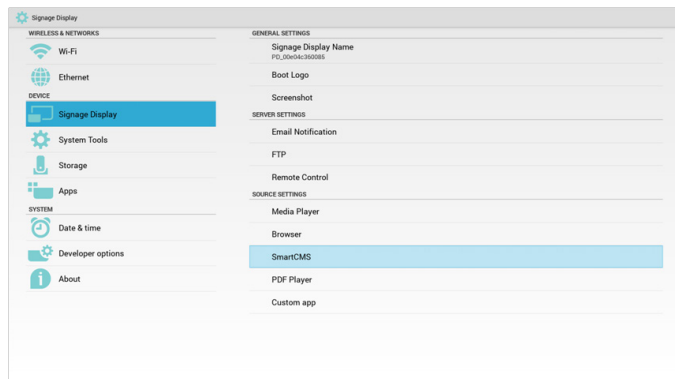 Signage Display
WIRELESS & NETWORKS
Wi-Fi
Ethernet
DEVICE
Signage Display
System Tools
Storage
Apps
SYSTEM
Date & time
Developer options
About
GENERAL SETTINGS
Signage Display Name
PD_00e04c360085
Boot Logo
Screenshot
SERVER SETTINGS
Email Notification
FTP
Remote Control
SOURCE SETTINGS
Media Player
Browser
SmartCMS
PDF Player
Custom app